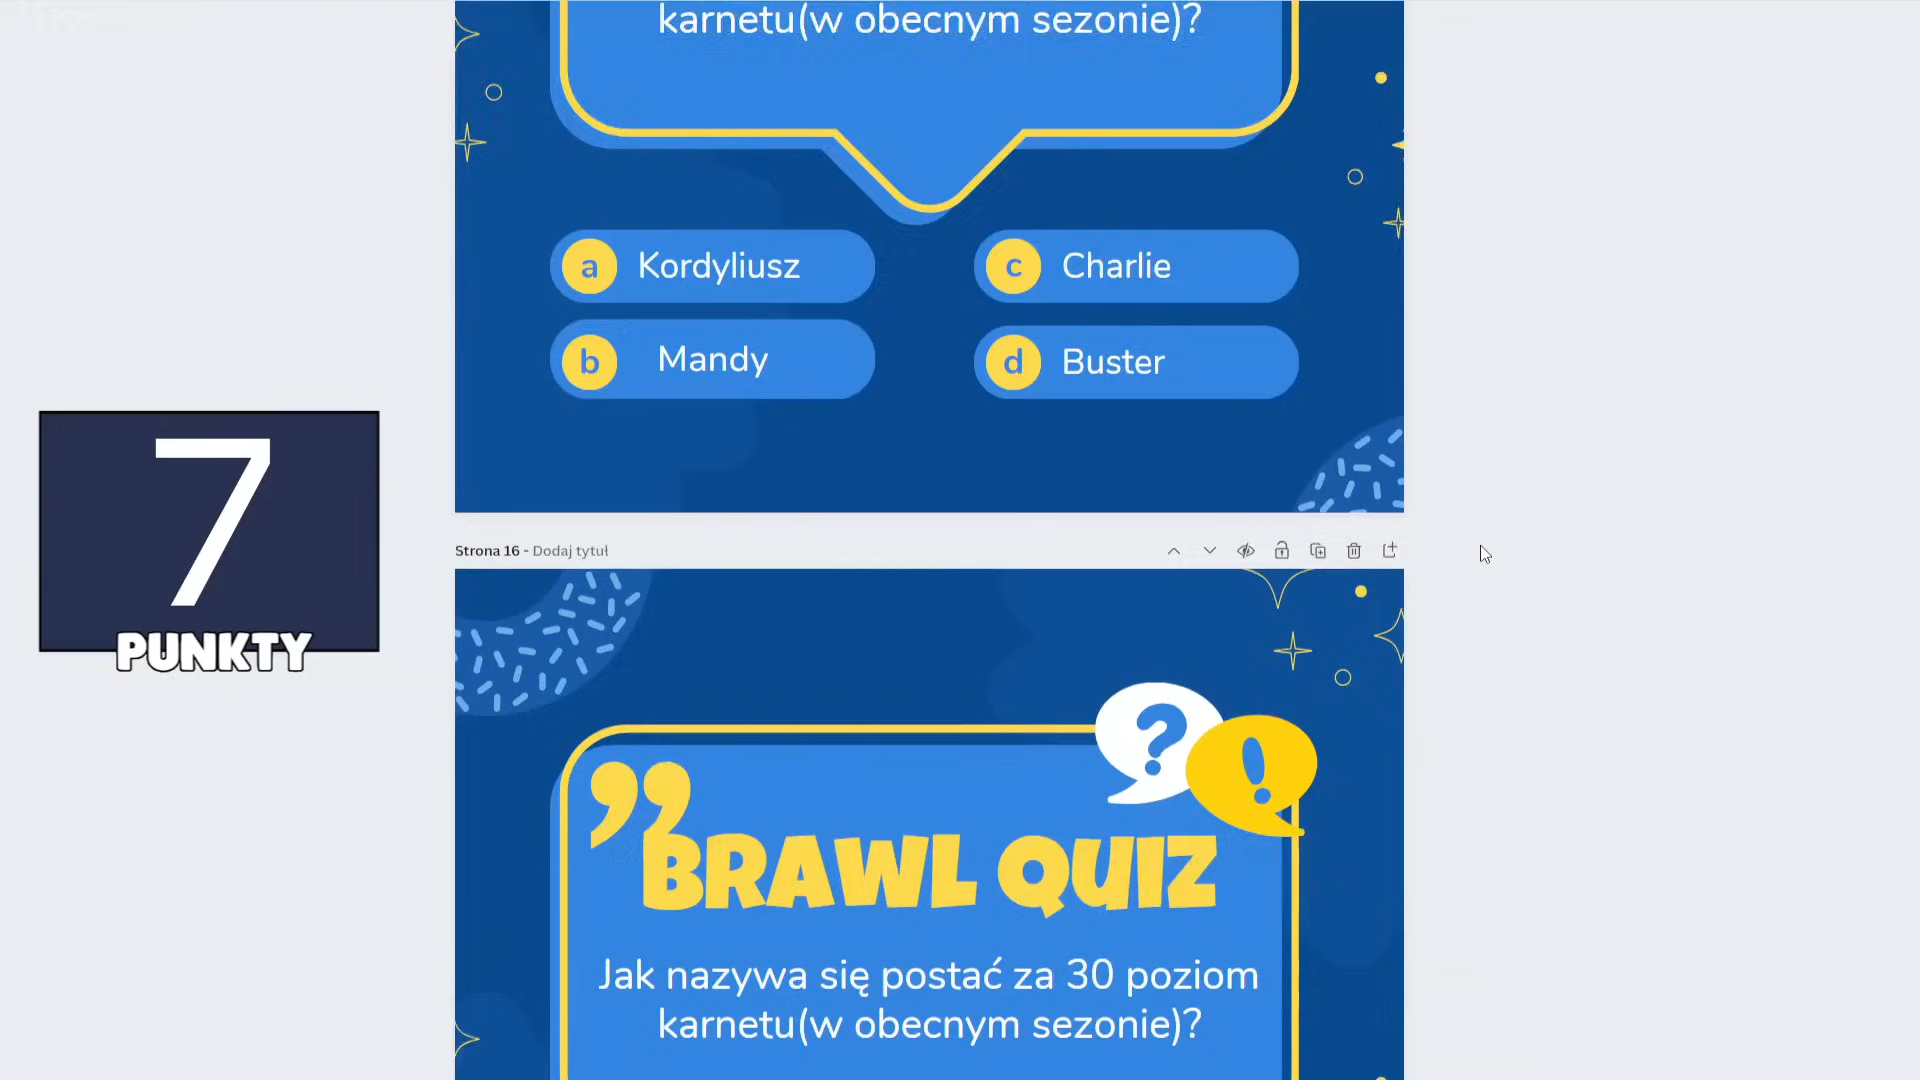 karnetu(w obecnym sezonie)?
a Kordyliusz
c Charlie
b Mandy
d Buster
7
PUNKTY
Strona 16 - Dodaj tytuł
? !
BRAWL QUIZ
Jak nazywa się postać za 30 poziom
karnetu(w obecnym sezonie)?